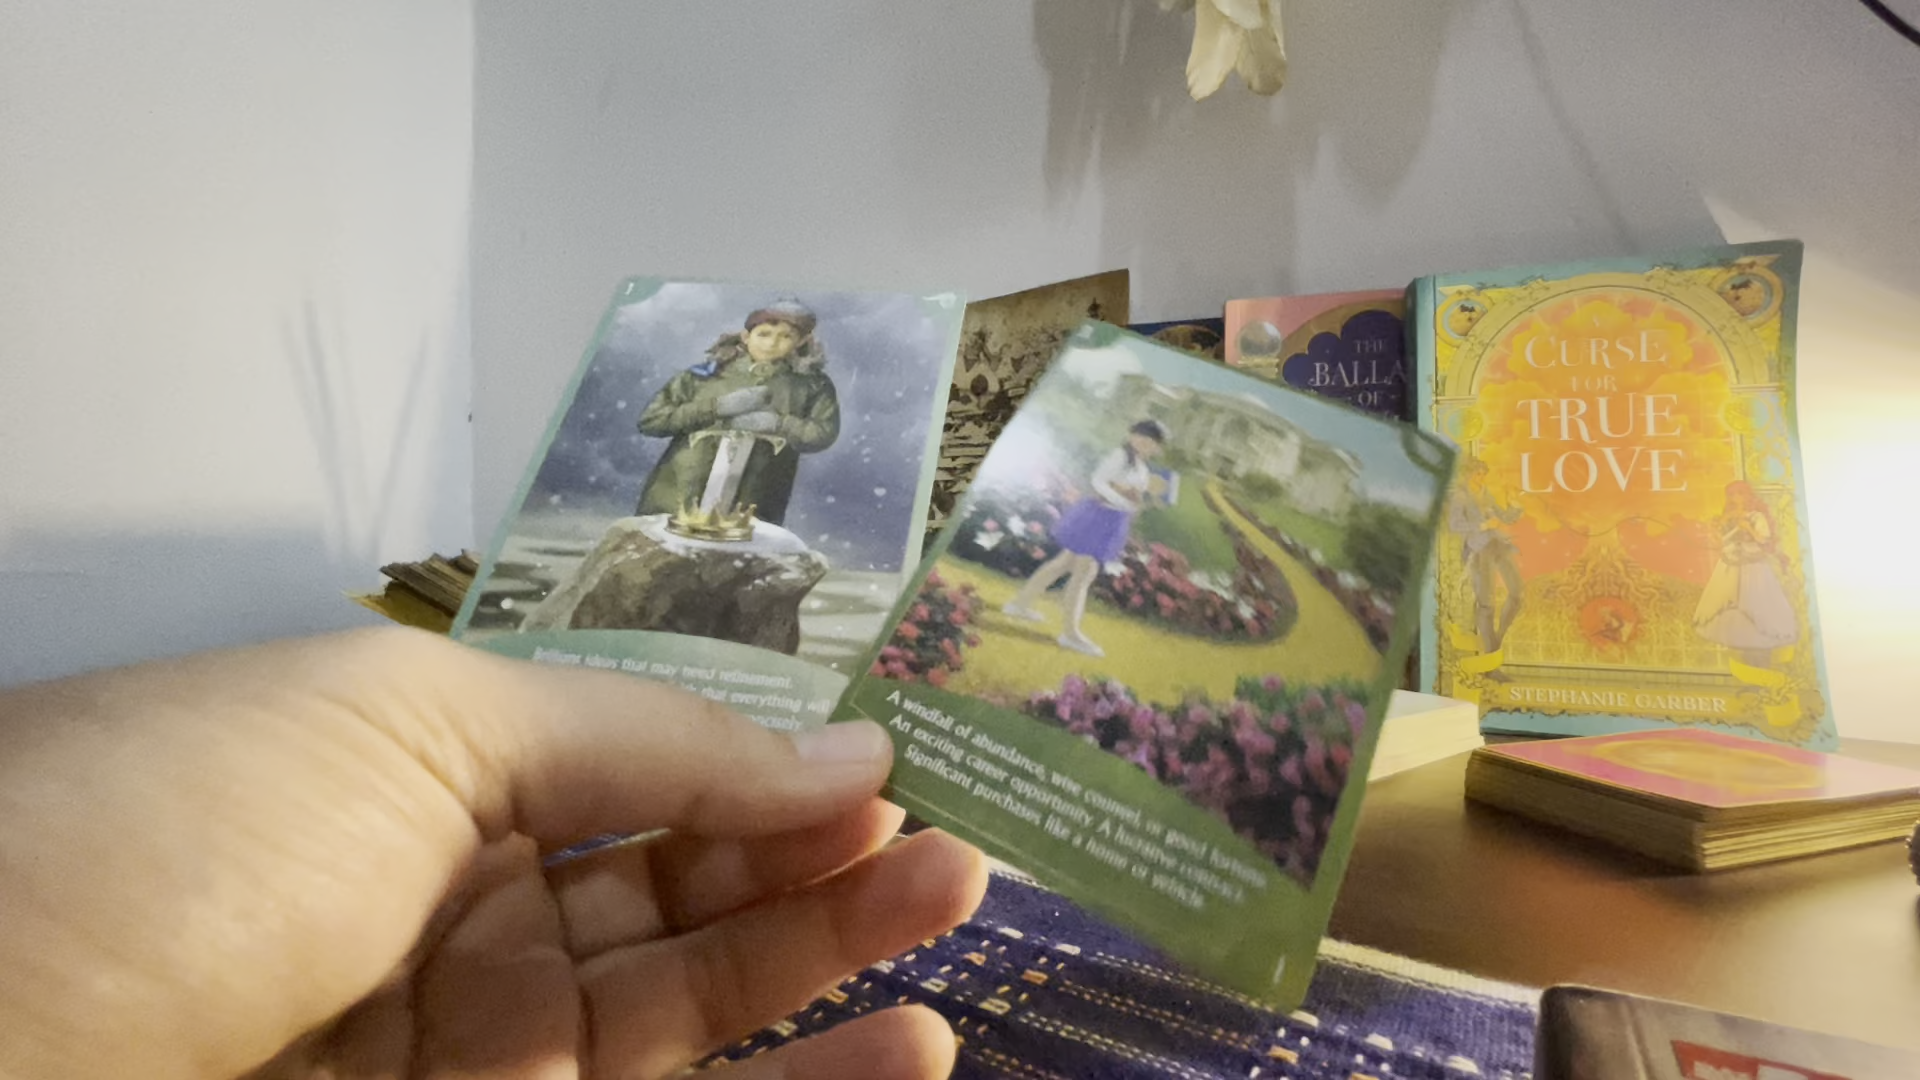 1
Brilliant ideas that may need refinement.
that everything will
concisely
A windfall of abundance, wise counsel, or good fortune.
An exciting career opportunity. A lucrative contract.
Significant purchases like a home or vehicle.
THE
BALLA
OF
A
CURSE
FOR
TRUE
LOVE
STEPHANIE GARBER